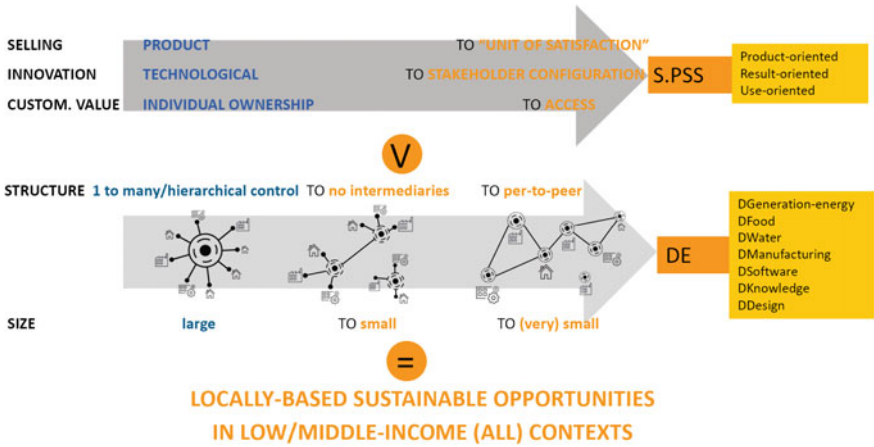 SELLING PRODUCT TO “UNIT OF SATISFACTION”
INNOVATION TECHNOLOGICAL TO STAKEHOLDER CONFIGURATION
CUSTOM. VALUE INDIVIDUAL OWNERSHIP TO ACCESS
S.PSS
Product-oriented
Result-oriented
Use-oriented
V
STRUCTURE 1 to many/hierarchical control TO no intermediaries TO per-to-peer
DE
DGeneration-energy
DFood
DWater
DManufacturing
DSoftware
DKnowledge
DDesign
SIZE large TO small TO (very) small
=
LOCALLY-BASED SUSTAINABLE OPPORTUNITIES
IN LOW/MIDDLE-INCOME (ALL) CONTEXTS